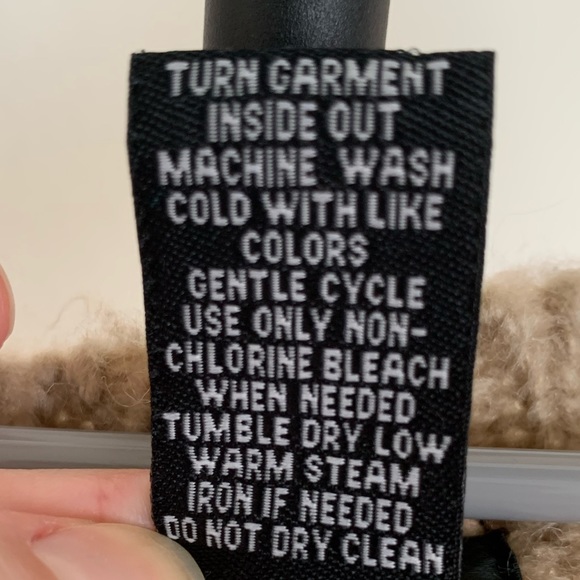 TURN GARMENT
INSIDE OUT
MACHINE WASH
COLD WITH LIKE
COLORS
GENTLE CYCLE
USE ONLY NON-
CHLORINE BLEACH
WHEN NEEDED
TUMBLE DRY LOW
WARM STEAM
IRON IF NEEDED
DO NOT DRY CLEAN